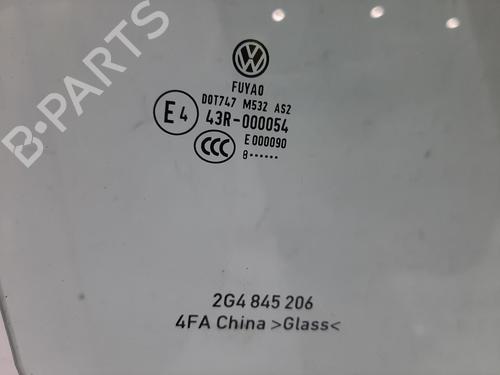 B-PARTS
FUYAO
DOT747 M532 AS2
E4 43R-000054
CCC E000090
8••••••
2G4 845 206
4FA China >Glass<